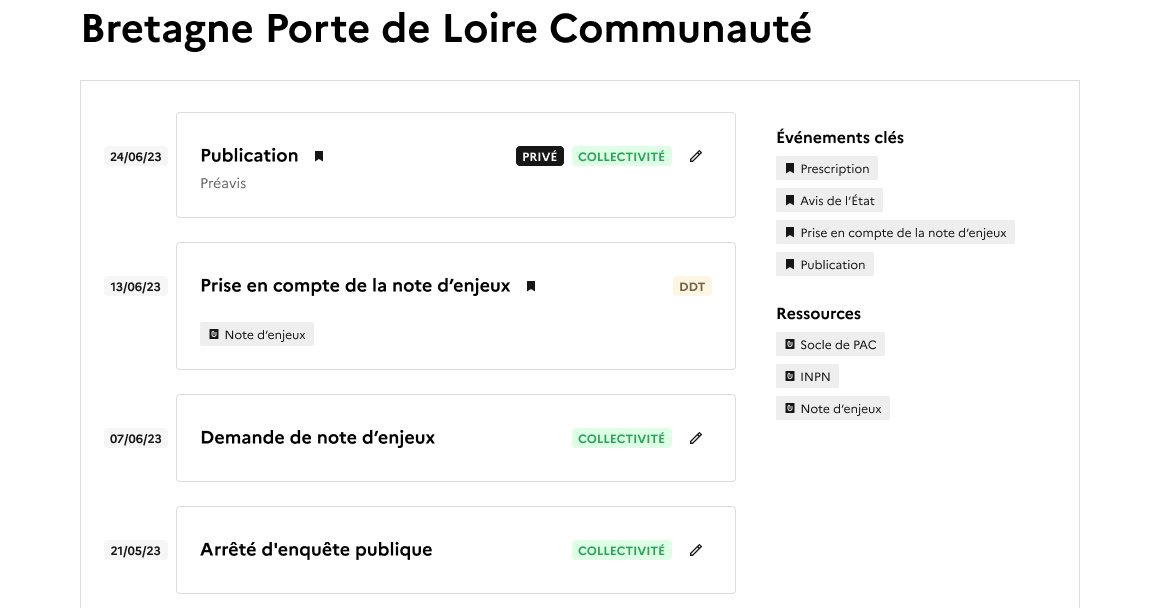 Bretagne Porte de Loire Communauté
24/06/23
Publication
PRIVÉ
COLLECTIVITÉ
Préavis
13/06/23
Prise en compte de la note d’enjeux
DDT
Note d’enjeux
07/06/23
Demande de note d’enjeux
COLLECTIVITÉ
21/05/23
Arrêté d'enquête publique
COLLECTIVITÉ
Événements clés
Prescription
Avis de l’État
Prise en compte de la note d’enjeux
Publication
Ressources
Socle de PAC
INPN
Note d’enjeux